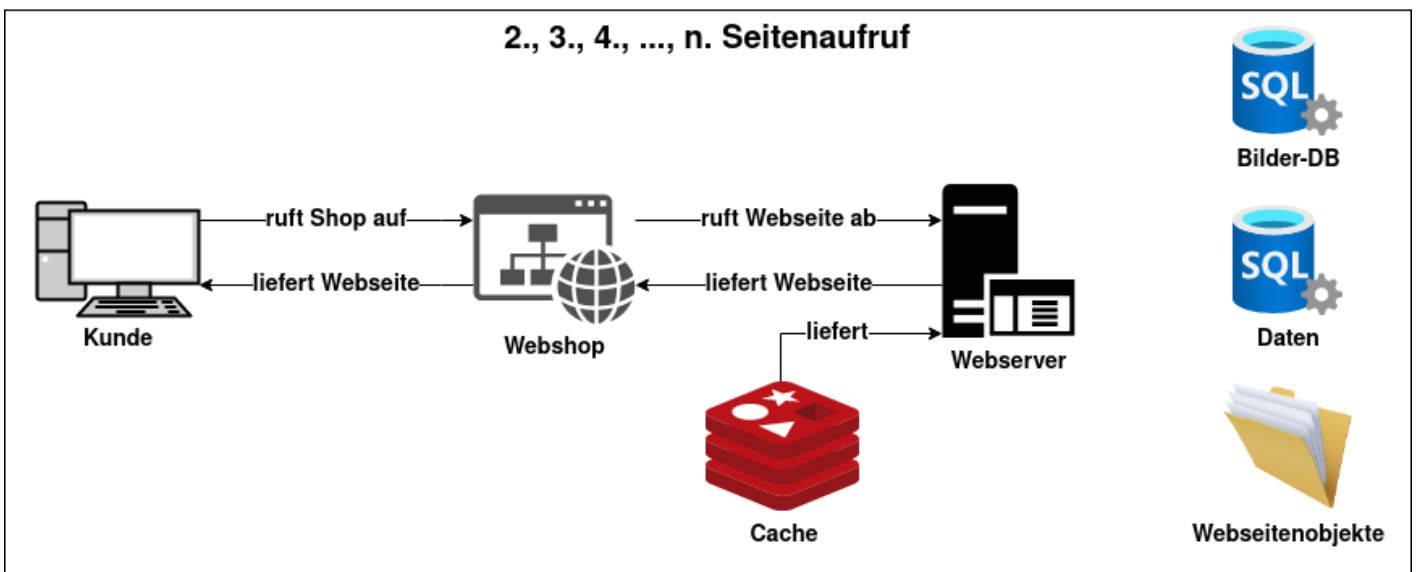 2., 3., 4., ..., n. Seitenaufruf
SQL
Bilder-DB
ruft Shop auf
ruft Webseite ab
liefert Webseite
liefert Webseite
SQL
Kunde
Webshop
liefert
Webserver
Daten
Cache
Webseitenobjekte